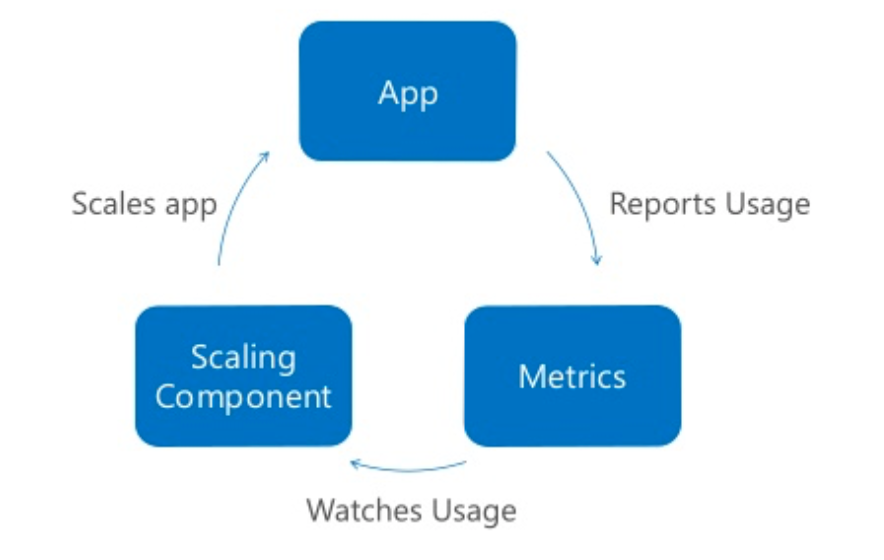 App
Scales app
Reports Usage
Scaling
Component
Metrics
Watches Usage